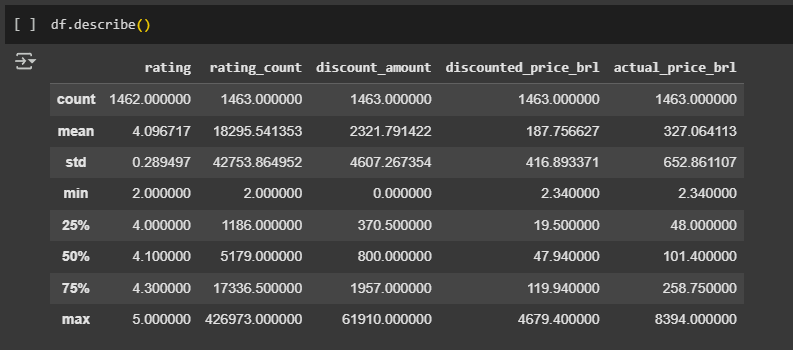 [ ] df.describe()
rating rating_count discount_amount discounted_price_brl actual_price_brl
count 1462.000000 1463.000000 1463.000000 1463.000000 1463.000000
mean 4.096717 18295.541353 2321.791422 187.756627 327.064113
std 0.289497 42753.864952 4607.267354 416.893371 652.861107
min 2.000000 2.000000 0.000000 2.340000 2.340000
25% 4.000000 1186.000000 370.500000 19.500000 48.000000
50% 4.100000 5179.000000 800.000000 47.940000 101.400000
75% 4.300000 17336.500000 1957.000000 119.940000 258.750000
max 5.000000 426973.000000 61910.000000 4679.400000 8394.000000